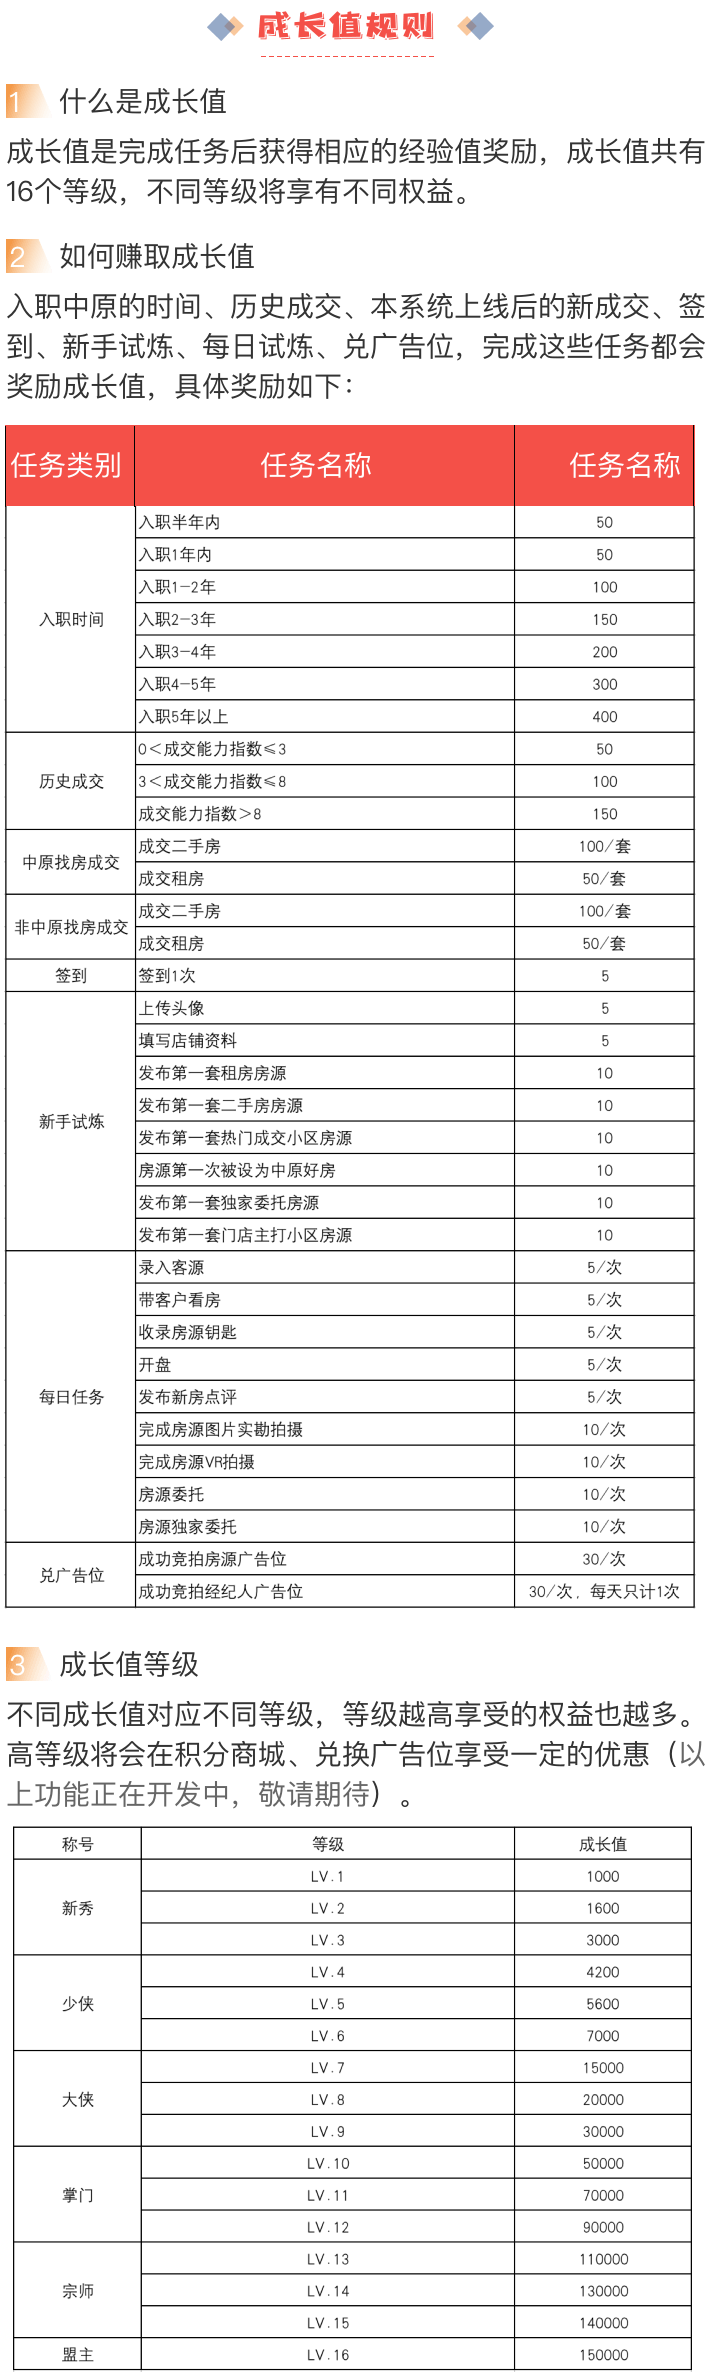 成长值规则
1 什么是成长值
成长值是完成任务后获得相应的经验值奖励，成长值共有
16个等级，不同等级将享有不同权益。
2 如何赚取成长值
入职中原的时间、历史成交、本系统上线后的新成交、签
到、新手试炼、每日试炼、兑广告位，完成这些任务都会
奖励成长值，具体奖励如下：
任务类别 任务名称 任务名称
入职时间
入职半年内 50
入职1年内 50
入职1-2年 100
入职2-3年 150
入职3-4年 200
入职4-5年 300
入职5年以上 400
历史成交
0＜成交能力指数≤3 50
3＜成交能力指数≤8 100
成交能力指数＞8 150
中原找房成交
成交二手房 100/套
成交租房 50/套
非中原找房成交
成交二手房 100/套
成交租房 50/套
签到 签到1次 5
新手试炼
上传头像 5
填写店铺资料 5
发布第一套租房房源 10
发布第一套二手房房源 10
发布第一套热门成交小区房源 10
房源第一次被设为中原好房 10
发布第一套独家委托房源 10
发布第一套门店主打小区房源 10
每日任务
录入客源 5/次
带客户看房 5/次
收录房源钥匙 5/次
开盘 5/次
发布新房点评 5/次
完成房源图片实勘拍摄 10/次
完成房源VR拍摄 10/次
房源委托 10/次
房源独家委托 10/次
兑广告位
成功竞拍房源广告位 30/次
成功竞拍经纪人广告位 30/次，每天只计1次
3 成长值等级
不同成长值对应不同等级，等级越高享受的权益也越多。
高等级将会在积分商城、兑换广告位享受一定的优惠（以
上功能正在开发中，敬请期待）。
称号 等级 成长值
新秀
LV.1 1000
LV.2 1600
LV.3 3000
少侠
LV.4 4200
LV.5 5600
LV.6 7000
大侠
LV.7 15000
LV.8 20000
LV.9 30000
掌门
LV.10 50000
LV.11 70000
LV.12 90000
宗师
LV.13 110000
LV.14 130000
LV.15 140000
盟主 LV.16 150000